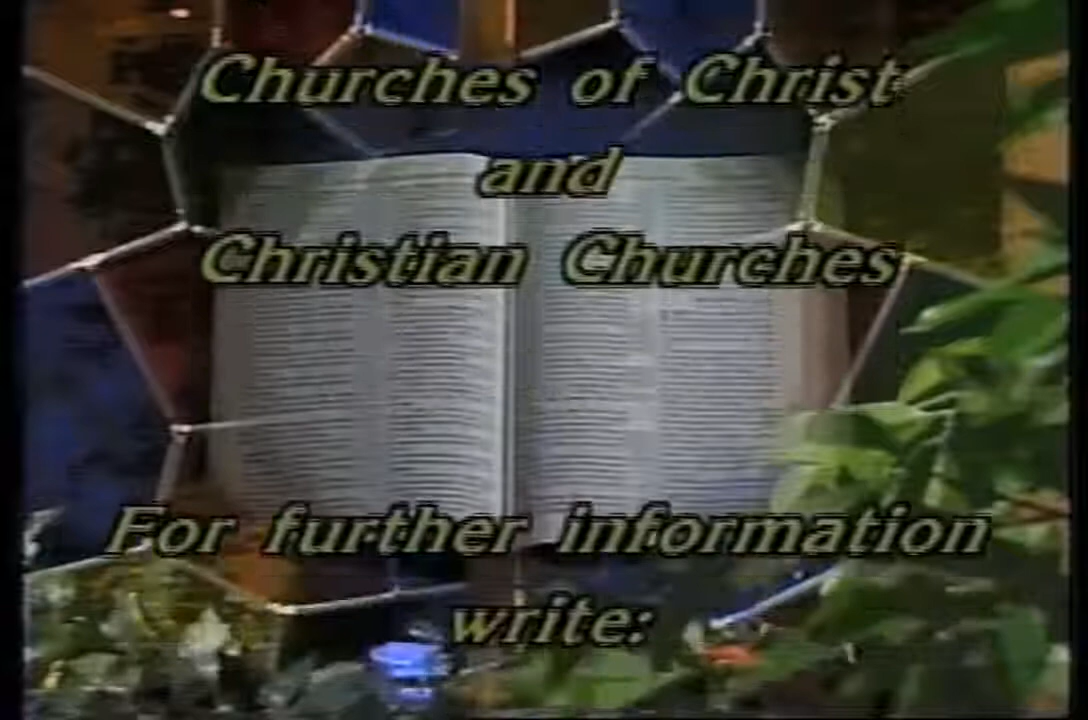 Churches of Christ
and
Christian Churches
For further information
write: